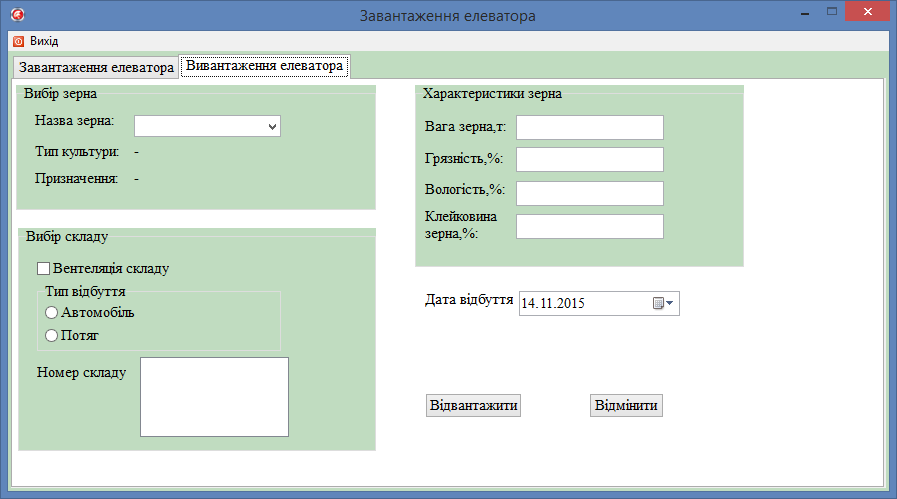 Завантаження елеватора
Вихід
Завантаження елеватора
Вивантаження елеватора
Вибір зерна
Назва зерна:
Тип культури: -
Призначення: -
Вибір складу
Вентеляція складу
Тип відбуття
Автомобіль
Потяг
Номер складу
Характеристики зерна
Вага зерна,т:
Грязність,%:
Вологість,%:
Клейковина
зерна,%:
Дата відбуття 14.11.2015
Відвантажити
Відмінити